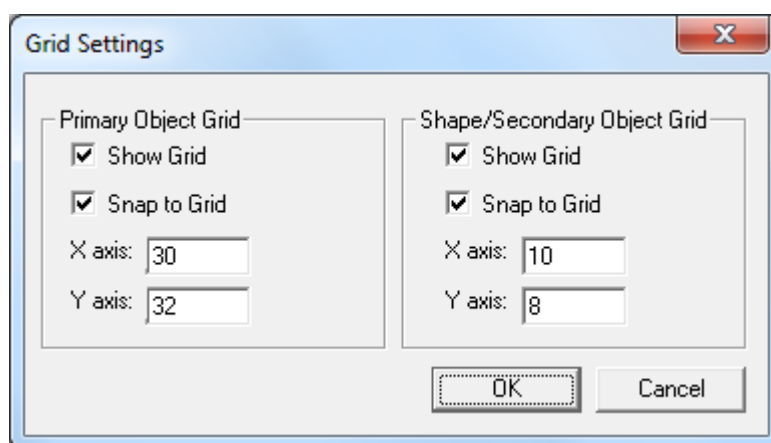 Grid Settings
Primary Object Grid
Show Grid
Snap to Grid
X axis: 30
Y axis: 32
Shape/Secondary Object Grid
Show Grid
Snap to Grid
X axis: 10
Y axis: 8
OK
Cancel